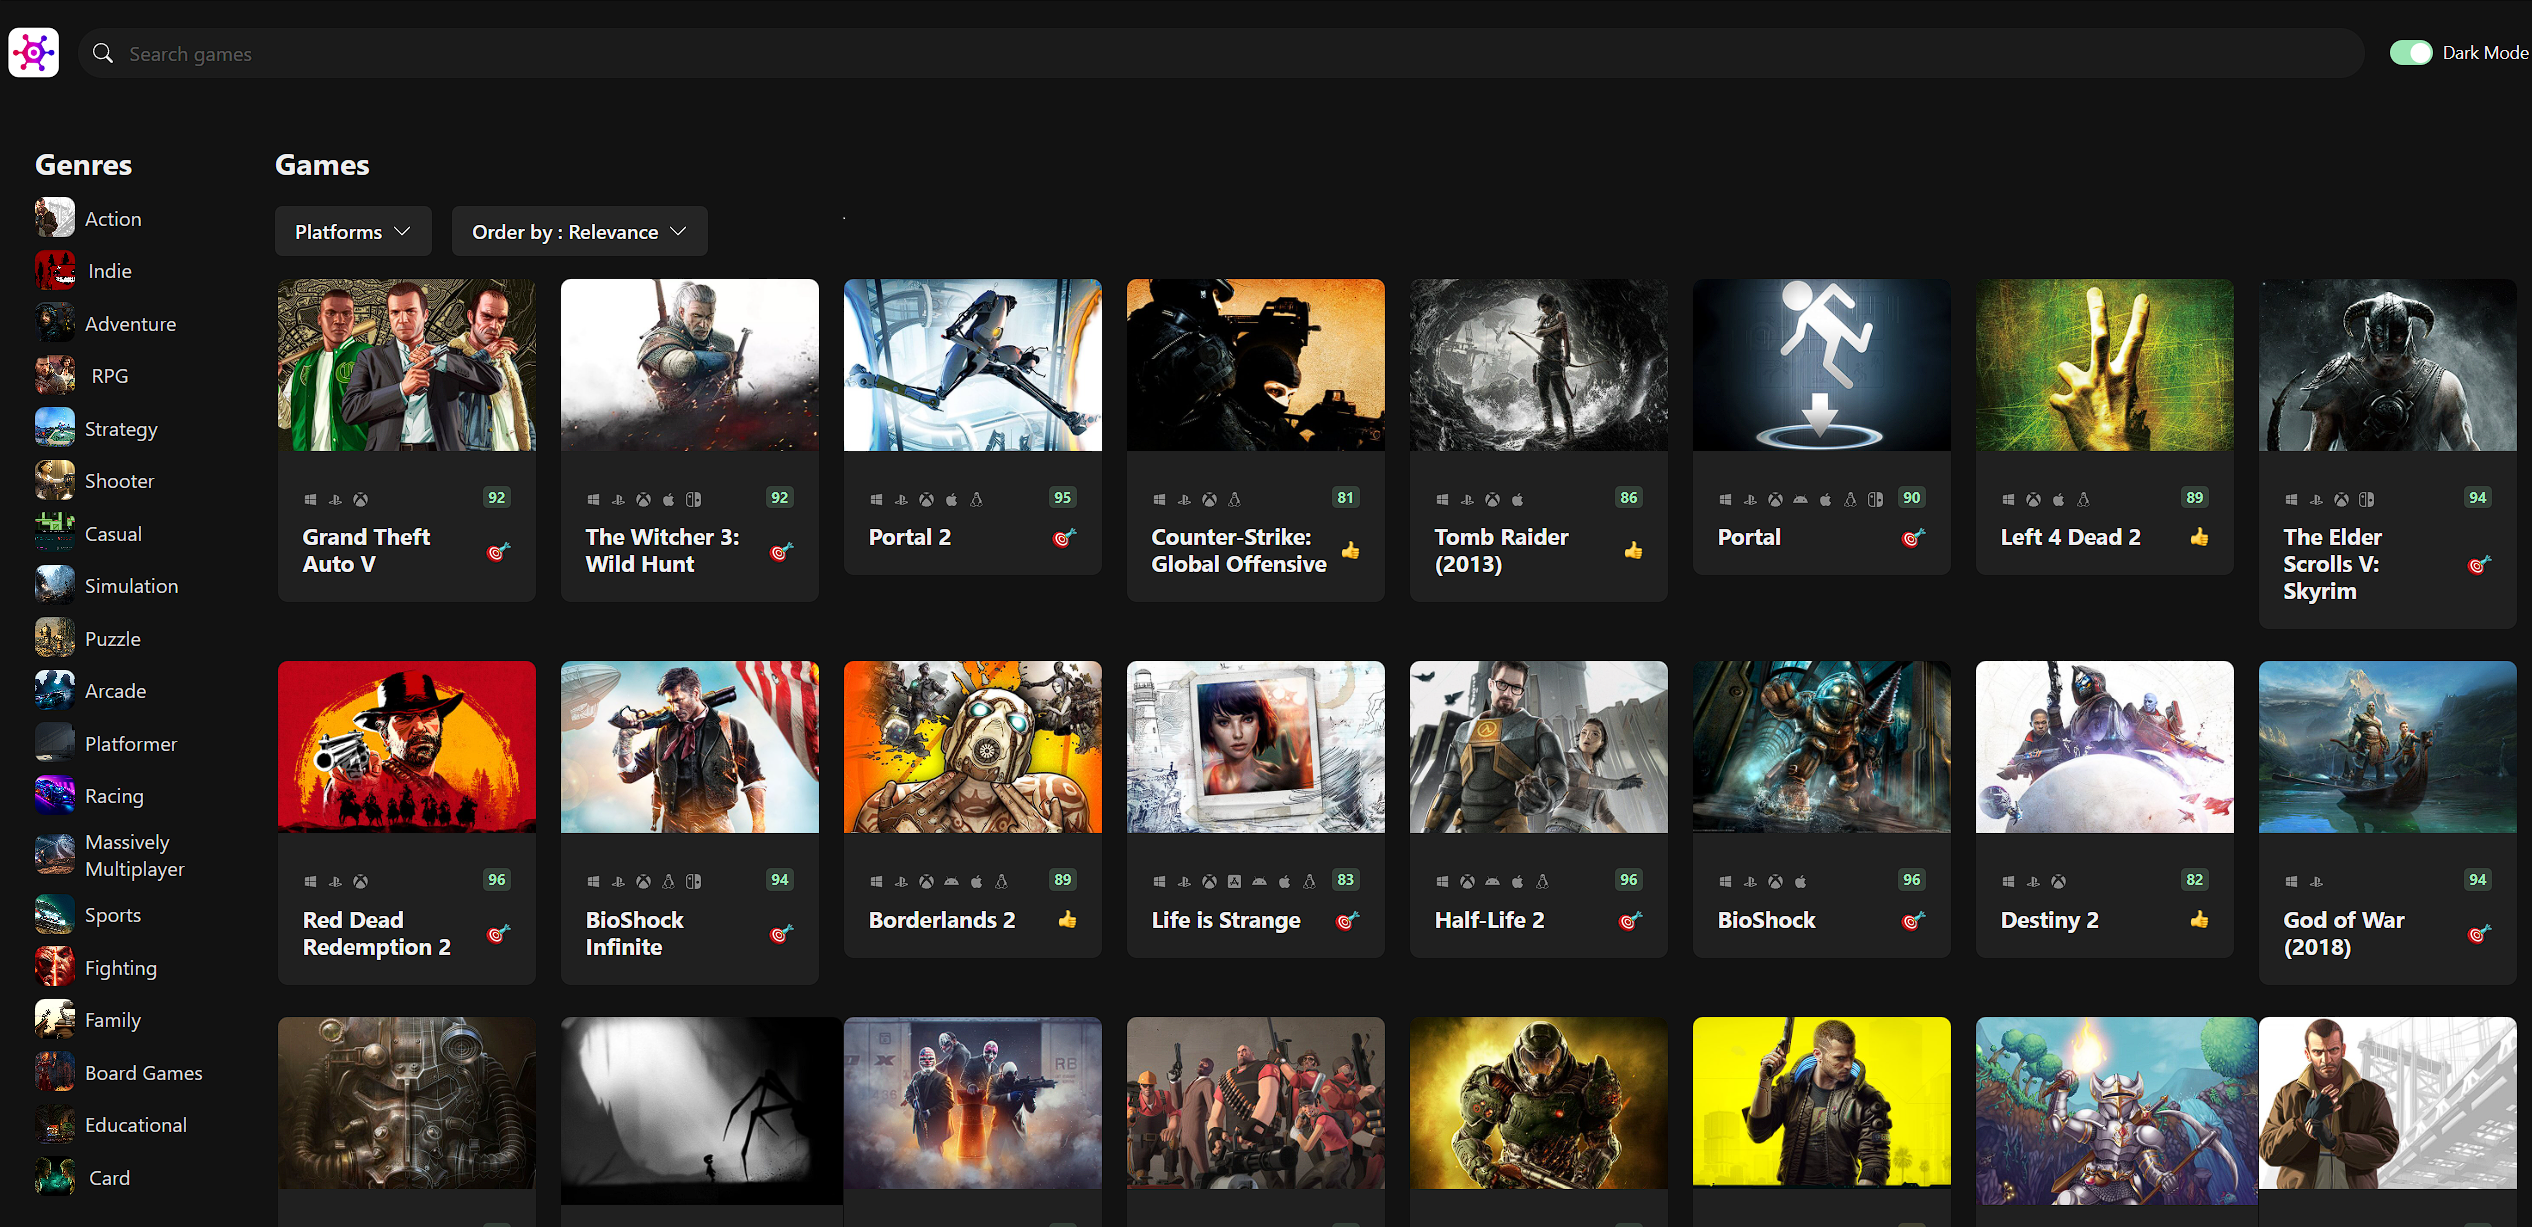 Search games
Dark Mode
Genres
Action
Indie
Adventure
RPG
Strategy
Shooter
Casual
Simulation
Puzzle
Arcade
Platformer
Racing
Massively
Multiplayer
Sports
Fighting
Family
Board Games
Educational
Card
Games
Platforms
Order by : Relevance
92
Grand Theft
Auto V
92
The Witcher 3:
Wild Hunt
95
Portal 2
81
Counter-Strike:
Global Offensive
86
Tomb Raider
(2013)
90
Portal
89
Left 4 Dead 2
94
The Elder
Scrolls V:
Skyrim
96
Red Dead
Redemption 2
94
BioShock
Infinite
89
Borderlands 2
83
Life is Strange
96
Half-Life 2
96
BioShock
82
Destiny 2
94
God of War
(2018)
RB